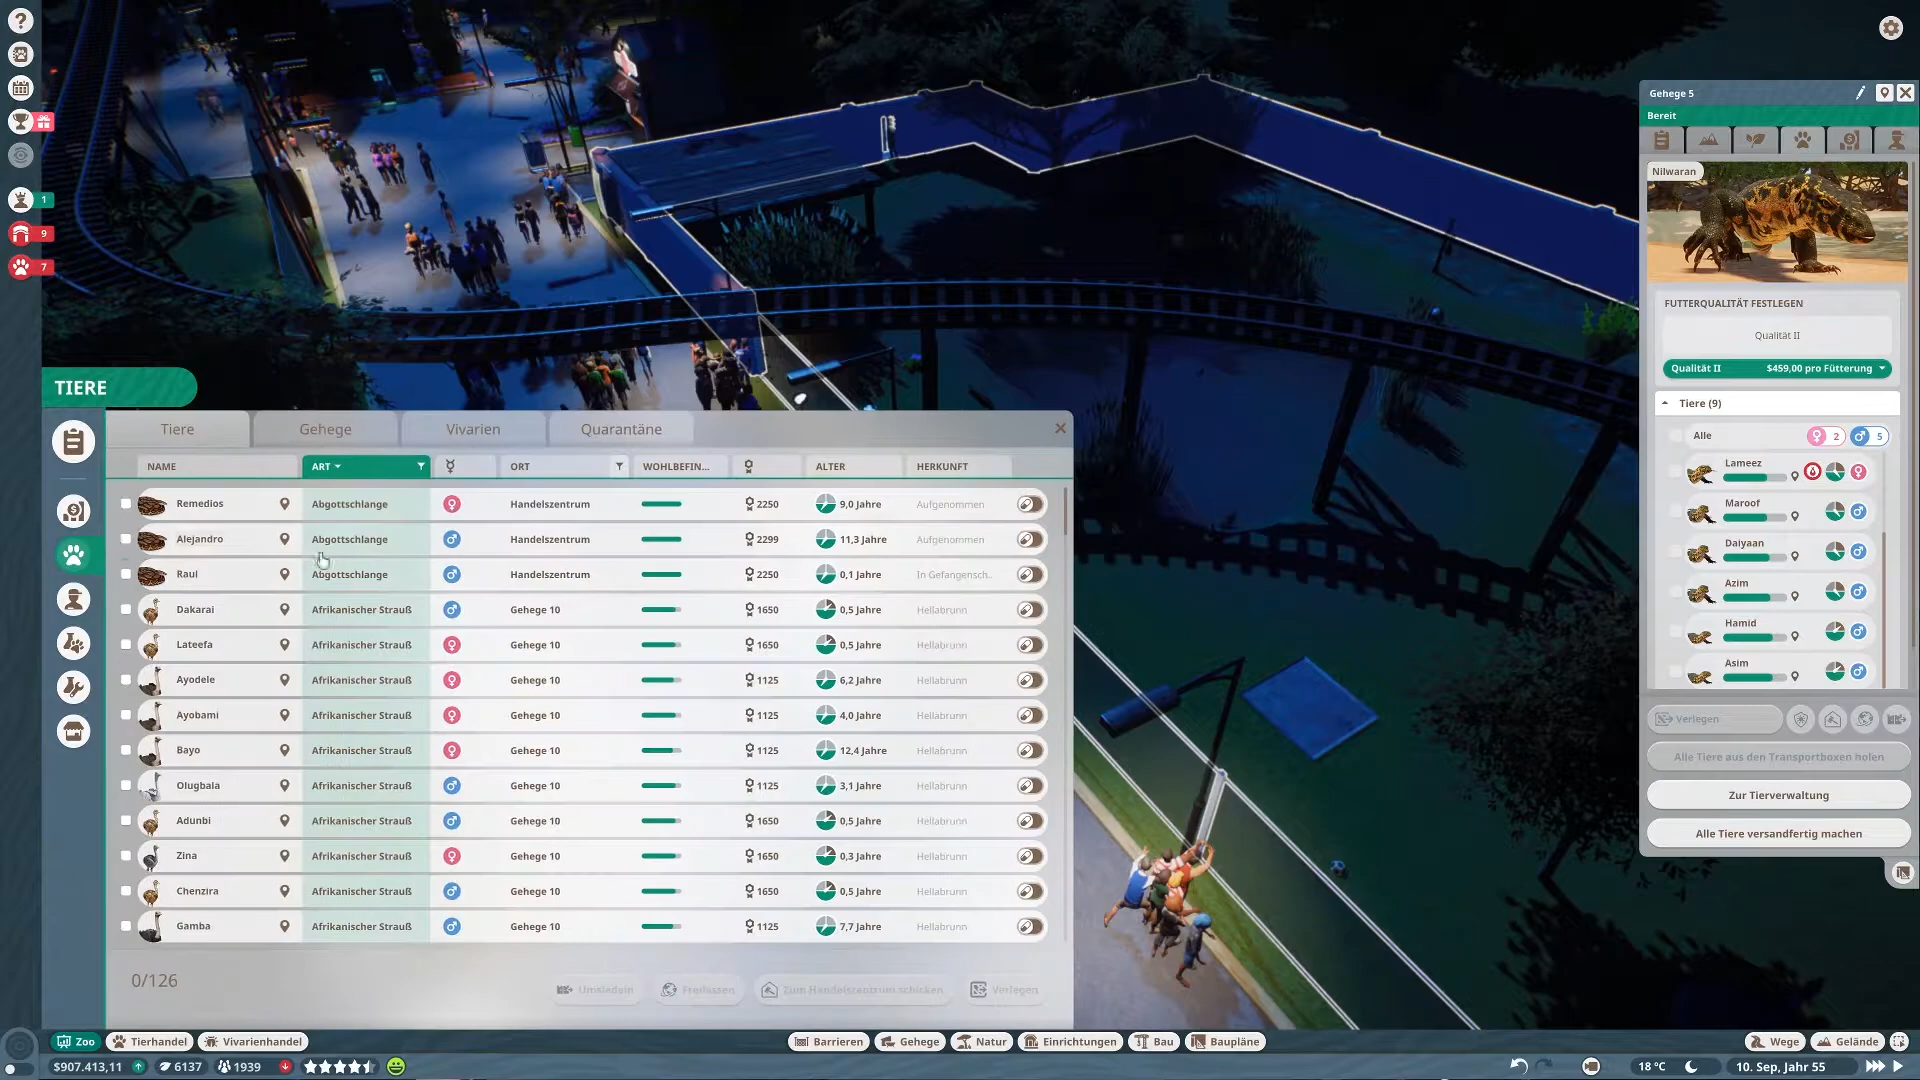 ?
1
9
7
Gehege 5
Bereit
Nilwaran
FUTTERQUALITÄT FESTLEGEN
Qualität II
Qualität II $459,00 pro Fütterung
Tiere (9)
Alle 2 5
Lameez
Maroof
Daiyaan
Azim
Hamid
Asim
Verlegen
Alle Tiere aus den Transportboxen holen
Zur Tierverwaltung
Alle Tiere versandfertig machen
TIERE
Tiere Gehege Vivarien Quarantäne
NAME ART ORT WOHLBEFIN... ALTER HERKUNFT
Remedios Abgottschlange Handelszentrum 2250 9,0 Jahre Aufgenommen
Alejandro Abgottschlange Handelszentrum 2299 11,3 Jahre Aufgenommen
Raul Abgottschlange Handelszentrum 2250 0,1 Jahre In Gefangensch..
Dakarai Afrikanischer Strauß Gehege 10 1650 0,5 Jahre Hellabrunn
Lateefa Afrikanischer Strauß Gehege 10 1650 0,5 Jahre Hellabrunn
Ayodele Afrikanischer Strauß Gehege 10 1125 6,2 Jahre Hellabrunn
Ayobami Afrikanischer Strauß Gehege 10 1125 4,0 Jahre Hellabrunn
Bayo Afrikanischer Strauß Gehege 10 1125 12,4 Jahre Hellabrunn
Olugbala Afrikanischer Strauß Gehege 10 1125 3,1 Jahre Hellabrunn
Adunbi Afrikanischer Strauß Gehege 10 1650 0,5 Jahre Hellabrunn
Zina Afrikanischer Strauß Gehege 10 1650 0,3 Jahre Hellabrunn
Chenzira Afrikanischer Strauß Gehege 10 1650 0,5 Jahre Hellabrunn
Gamba Afrikanischer Strauß Gehege 10 1125 7,7 Jahre Hellabrunn
0/126
Umsiedeln Freilassen Zum Handelszentrum schicken Verlegen
Zoo Tierhandel Vivarienhandel Barrieren Gehege Natur Einrichtungen Bau Baupläne Wege Gelände
$907.413,11 6137 1939 18 °C 10. Sep, Jahr 55